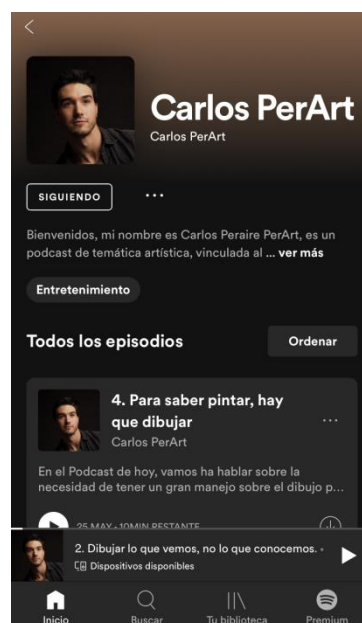 Carlos PerArt
Carlos PerArt
SIGUIENDO
Bienvenidos, mi nombre es Carlos Peraire PerArt, es un
podcast de temática artística, vinculada al ... ver más
Entretenimiento
Todos los episodios
Ordenar
4. Para saber pintar, hay
que dibujar
Carlos PerArt
En el Podcast de hoy, vamos ha hablar sobre la
necesidad de tener un gran manejo sobre el dibujo p...
25 MAY · 10MIN RESTANTE
2. Dibujar lo que vemos, no lo que conocemos. •
Dispositivos disponibles
Inicio
Buscar
Tu biblioteca
Premium